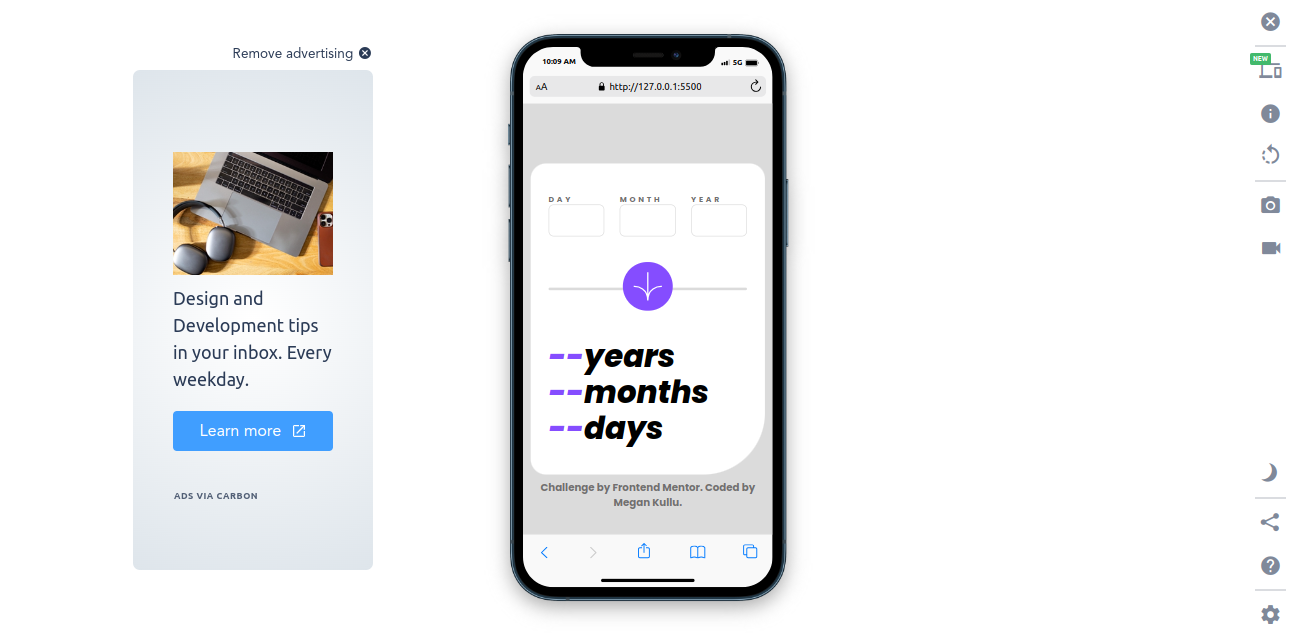 Remove advertising
Design and
Development tips
in your inbox. Every
weekday.
Learn more
ADS VIA CARBON
10:09 AM
5G
AA
http://127.0.0.1:5500
DAY MONTH YEAR
--years
--months
--days
Challenge by Frontend Mentor. Coded by
Megan Kullu.
NEW